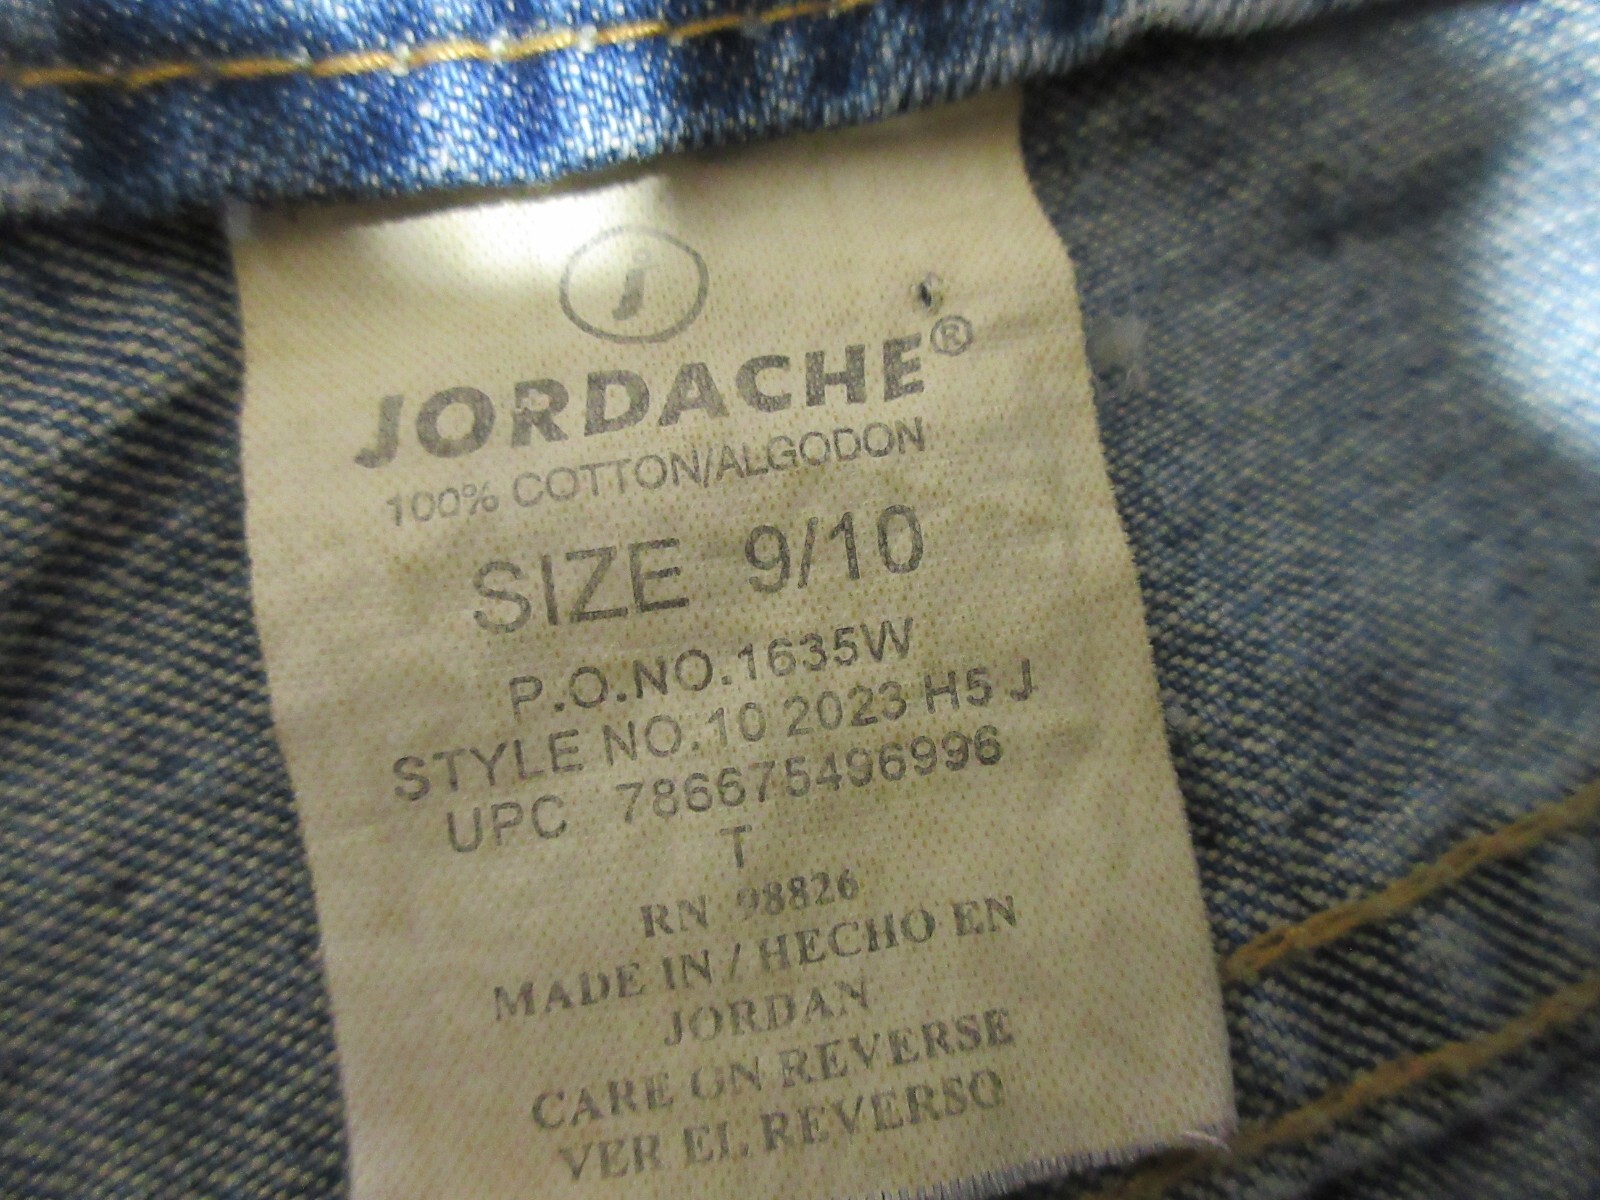 j
JORDACHE®
100% COTTON/ALGODON
SIZE 9/10
P.O.NO.1635W
STYLE NO.10 2023 H5 J
UPC 786675496996
T
RN 98826
MADE IN / HECHO EN
JORDAN
CARE ON REVERSE
VER EL REVERSO